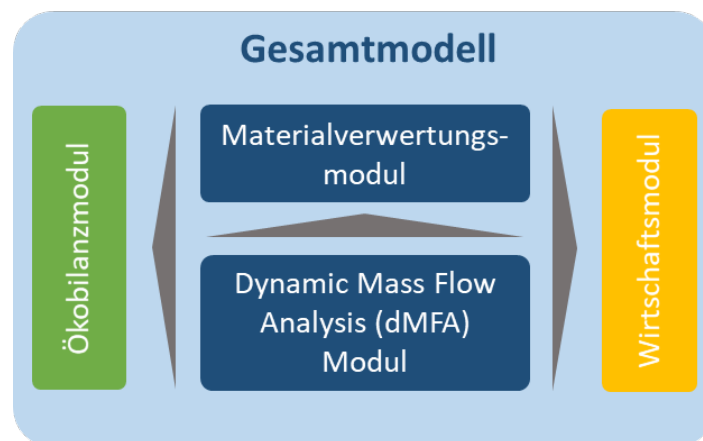 Gesamtmodell
Ökobilanzmodul
Materialverwertungs-
modul
Dynamic Mass Flow
Analysis (dMFA)
Modul
Wirtschaftsmodul